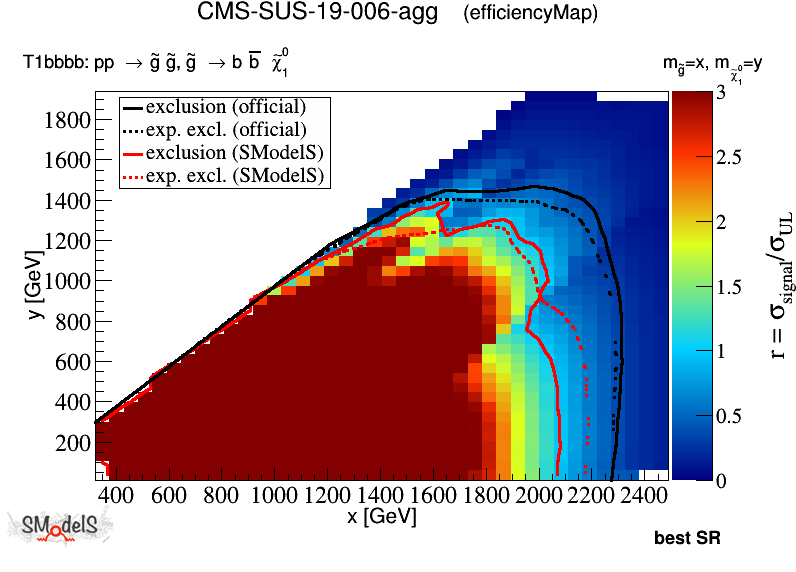 CMS-SUS-19-006-agg (efficiencyMap)
T1bbbb: pp → g̃ g̃, g̃ → b b̅ χ̃₁⁰
m_g̃=x, m_χ̃₁⁰=y
exclusion (official)
exp. excl. (official)
exclusion (SModelS)
exp. excl. (SModelS)
1800
1600
1400
1200
1000
800
600
400
200
y [GeV]
400 600 800 1000 1200 1400 1600 1800 2000 2200 2400
x [GeV]
3
2.5
2
1.5
1
0.5
0
r = σ_signal/σ_UL
SModelS
best SR